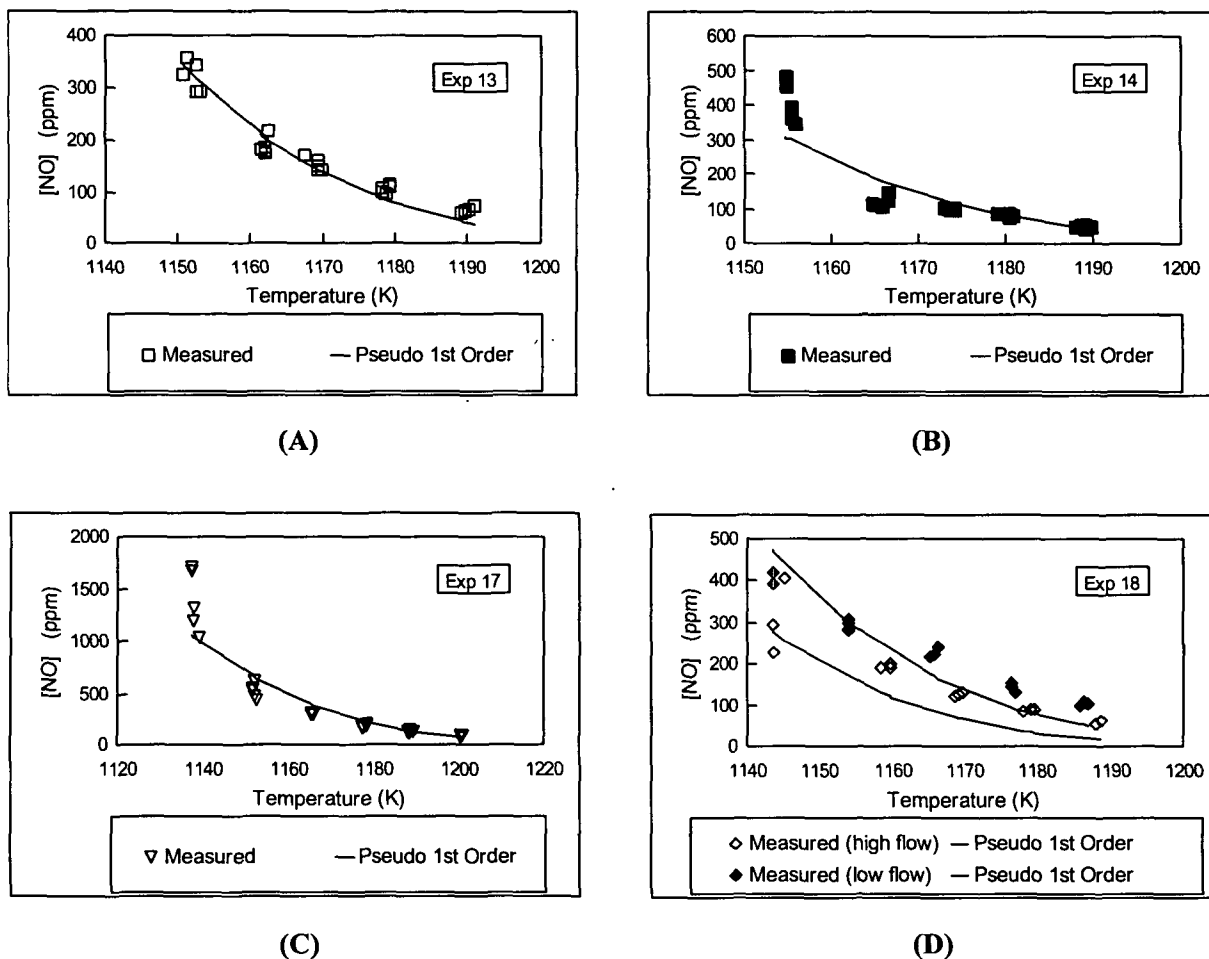 400
300
200
100
0
[NO] (ppm)
Exp 13
1140 1150 1160 1170 1180 1190 1200
Temperature (K)
Measured
Pseudo 1st Order
(A)
600
500
400
300
200
100
0
[NO] (ppm)
Exp 14
1150 1160 1170 1180 1190 1200
Temperature (K)
Measured
Pseudo 1st Order
(B)
2000
1500
1000
500
0
[NO] (ppm)
Exp 17
1120 1140 1160 1180 1200 1220
Temperature (K)
Measured
Pseudo 1st Order
(C)
500
400
300
200
100
0
[NO] (ppm)
Exp 18
1140 1150 1160 1170 1180 1190 1200
Temperature (K)
Measured (high flow) Pseudo 1st Order
Measured (low flow) Pseudo 1st Order
(D)